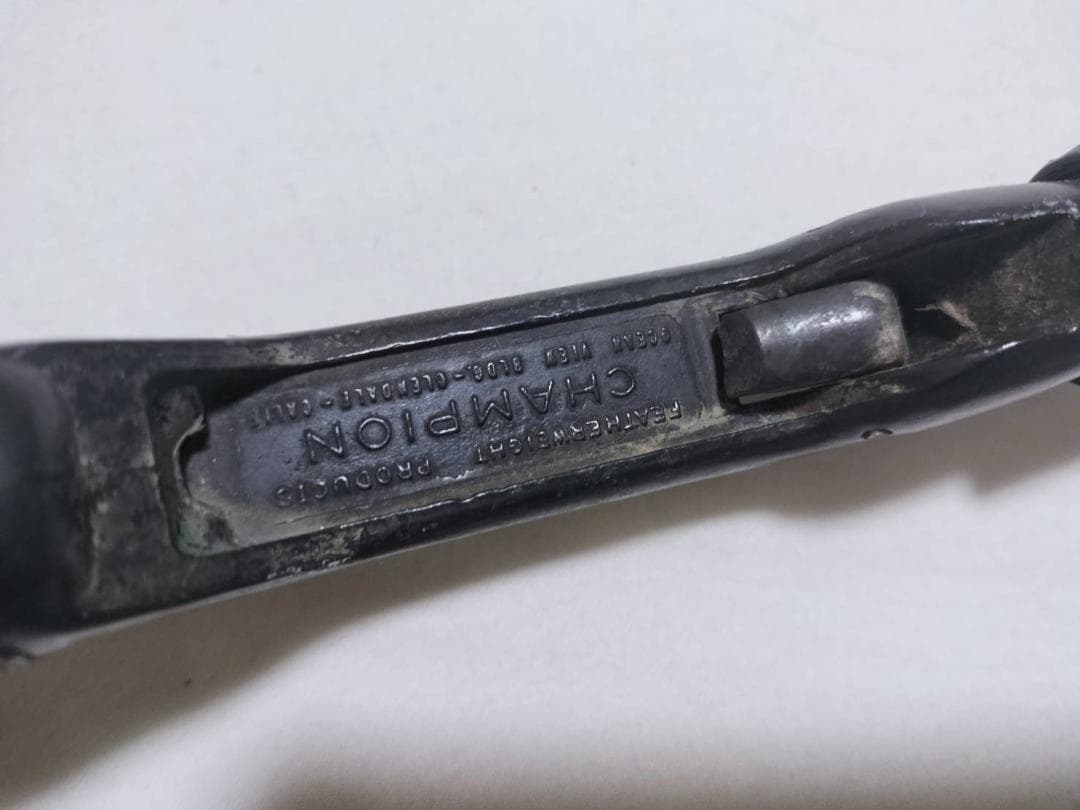 FEATHERWEIGHT PRODUCTS
CHAMPION
OCEAN VIEW BLDG.-GLENDALE-CALIF.